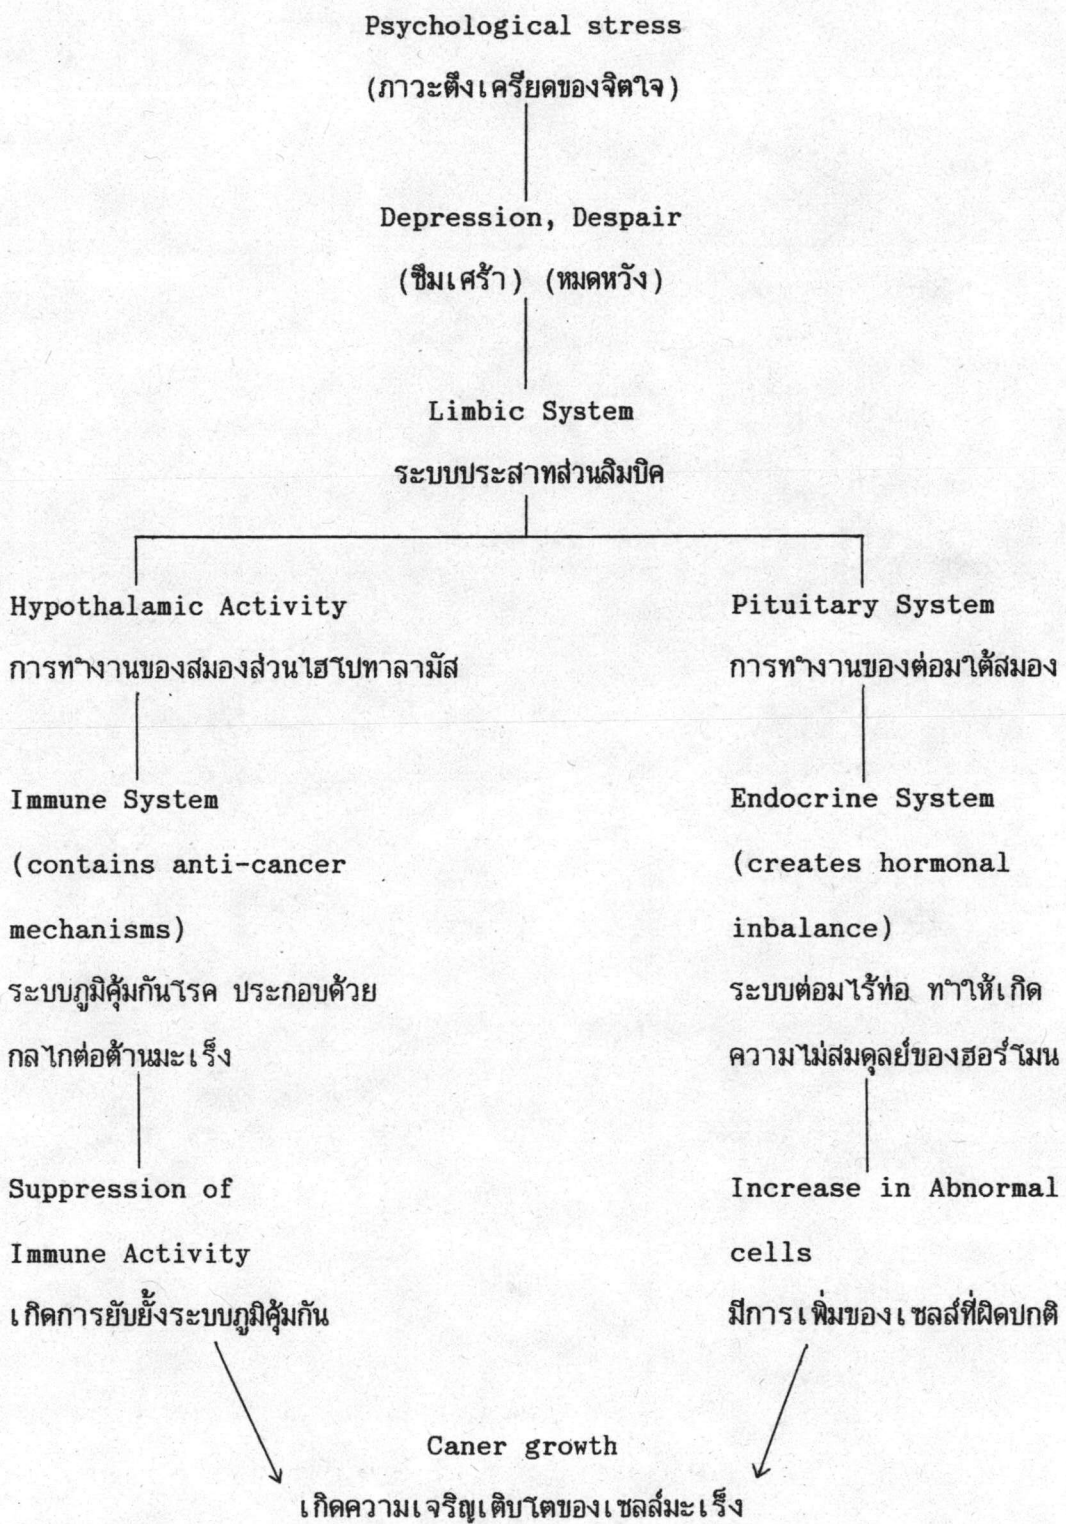 Psychological stress
(ภาวะตึงเครียดของจิตใจ)
Depression, Despair
(ซึมเศร้า) (หมดหวัง)
Limbic System
ระบบประสาทส่วนลิมบิค
Hypothalamic Activity
การทำงานของสมองส่วนไฮโปทาลามัส
Immune System
(contains anti-cancer
mechanisms)
ระบบภูมิคุ้มกันโรค ประกอบด้วย
กลไกต่อต้านมะเร็ง
Suppression of
Immune Activity
เกิดการยับยั้งระบบภูมิคุ้มกัน
Pituitary System
การทำงานของต่อมใต้สมอง
Endocrine System
(creates hormonal
inbalance)
ระบบต่อมไร้ท่อ ทำให้เกิด
ความไม่สมดุลย์ของฮอร์โมน
Increase in Abnormal
cells
มีการเพิ่มของเซลล์ที่ผิดปกติ
Caner growth
เกิดความเจริญเติบโตของเซลล์มะเร็ง